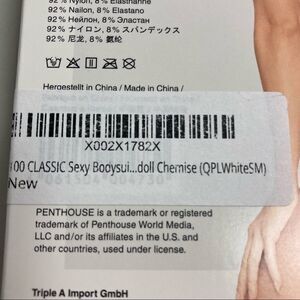 92% Nylon, 8% Elasthanne
92% Nailon, 8% Elastano
92% Нейлон, 8% Эластан
92% ナイロン, 8% スパンデックス
92% 尼龙, 8% 氨纶
Hergestellt in China / Made in China /
X002X1782X
00 CLASSIC Sexy Bodysui...doll Chemise (QPLWhiteSM)
New
PENTHOUSE is a trademark or registered
trademark of Penthouse World Media,
LLC and/or its affiliates in the U.S. and
other countries, used under license.
Triple A Import GmbH